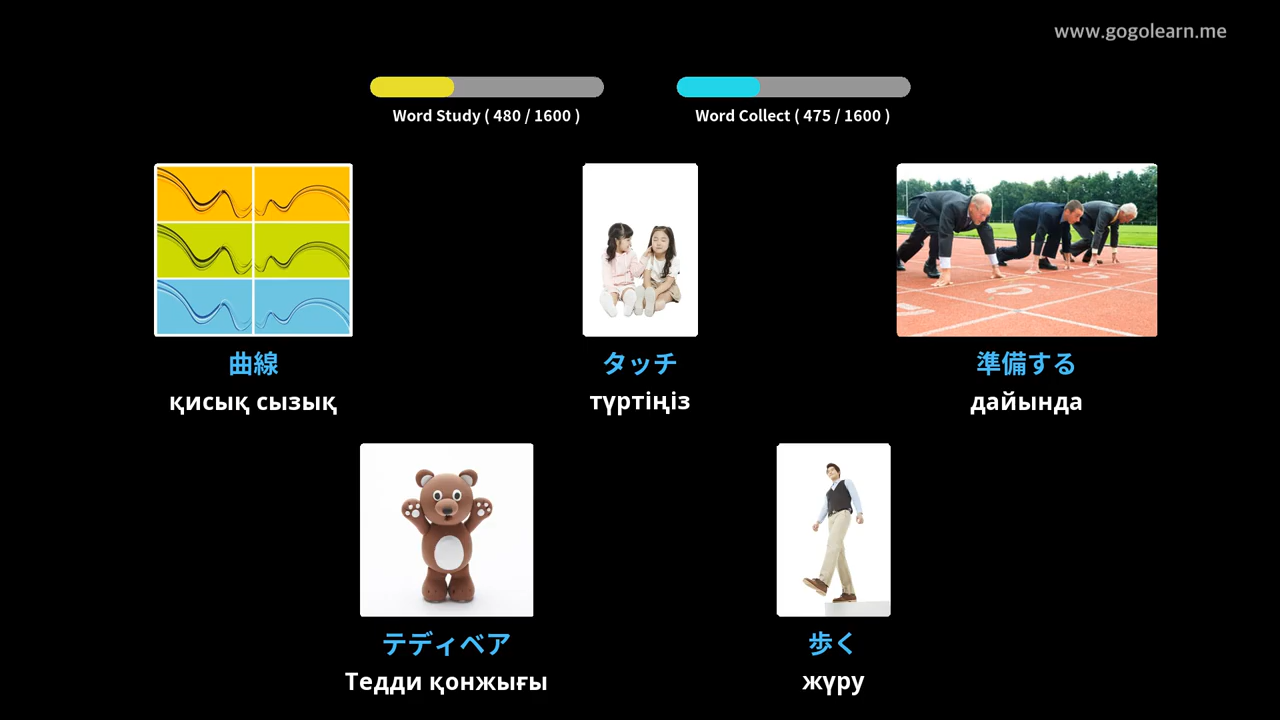 www.gogolearn.me
Word Study ( 480 / 1600 )
Word Collect ( 475 / 1600 )
曲線
қисық сызық
タッチ
түртіңіз
準備する
дайында
テディベア
Тедди қонжығы
歩く
жүру